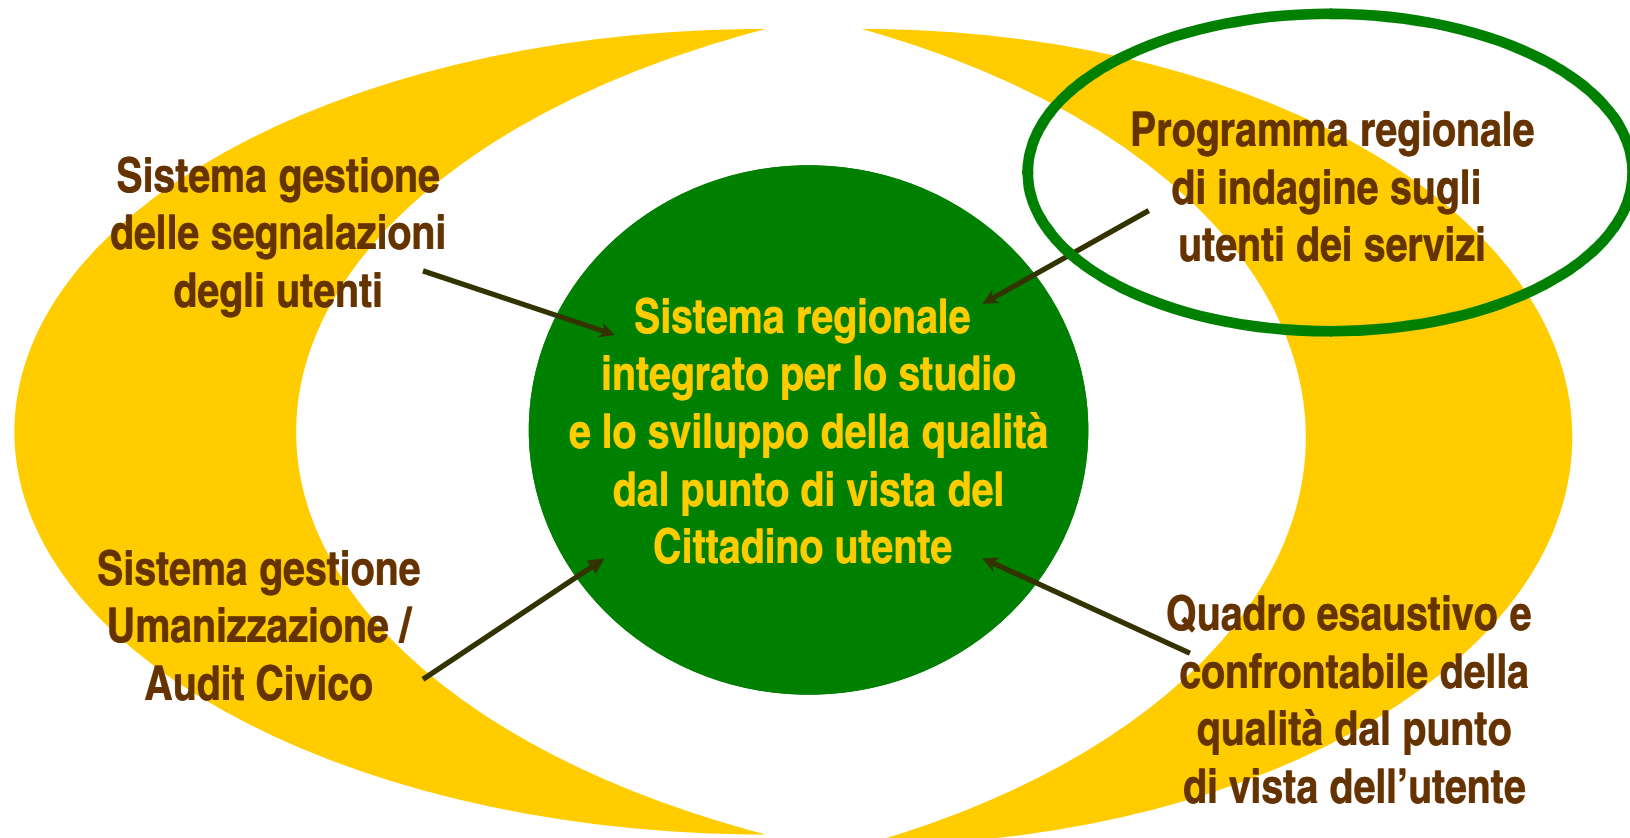 Sistema gestione
delle segnalazioni
degli utenti
Programma regionale
di indagine sugli
utenti dei servizi
Sistema regionale
integrato per lo studio
e lo sviluppo della qualità
dal punto di vista del
Cittadino utente
Sistema gestione
Umanizzazione /
Audit Civico
Quadro esaustivo e
confrontabile della
qualità dal punto
di vista dell’utente